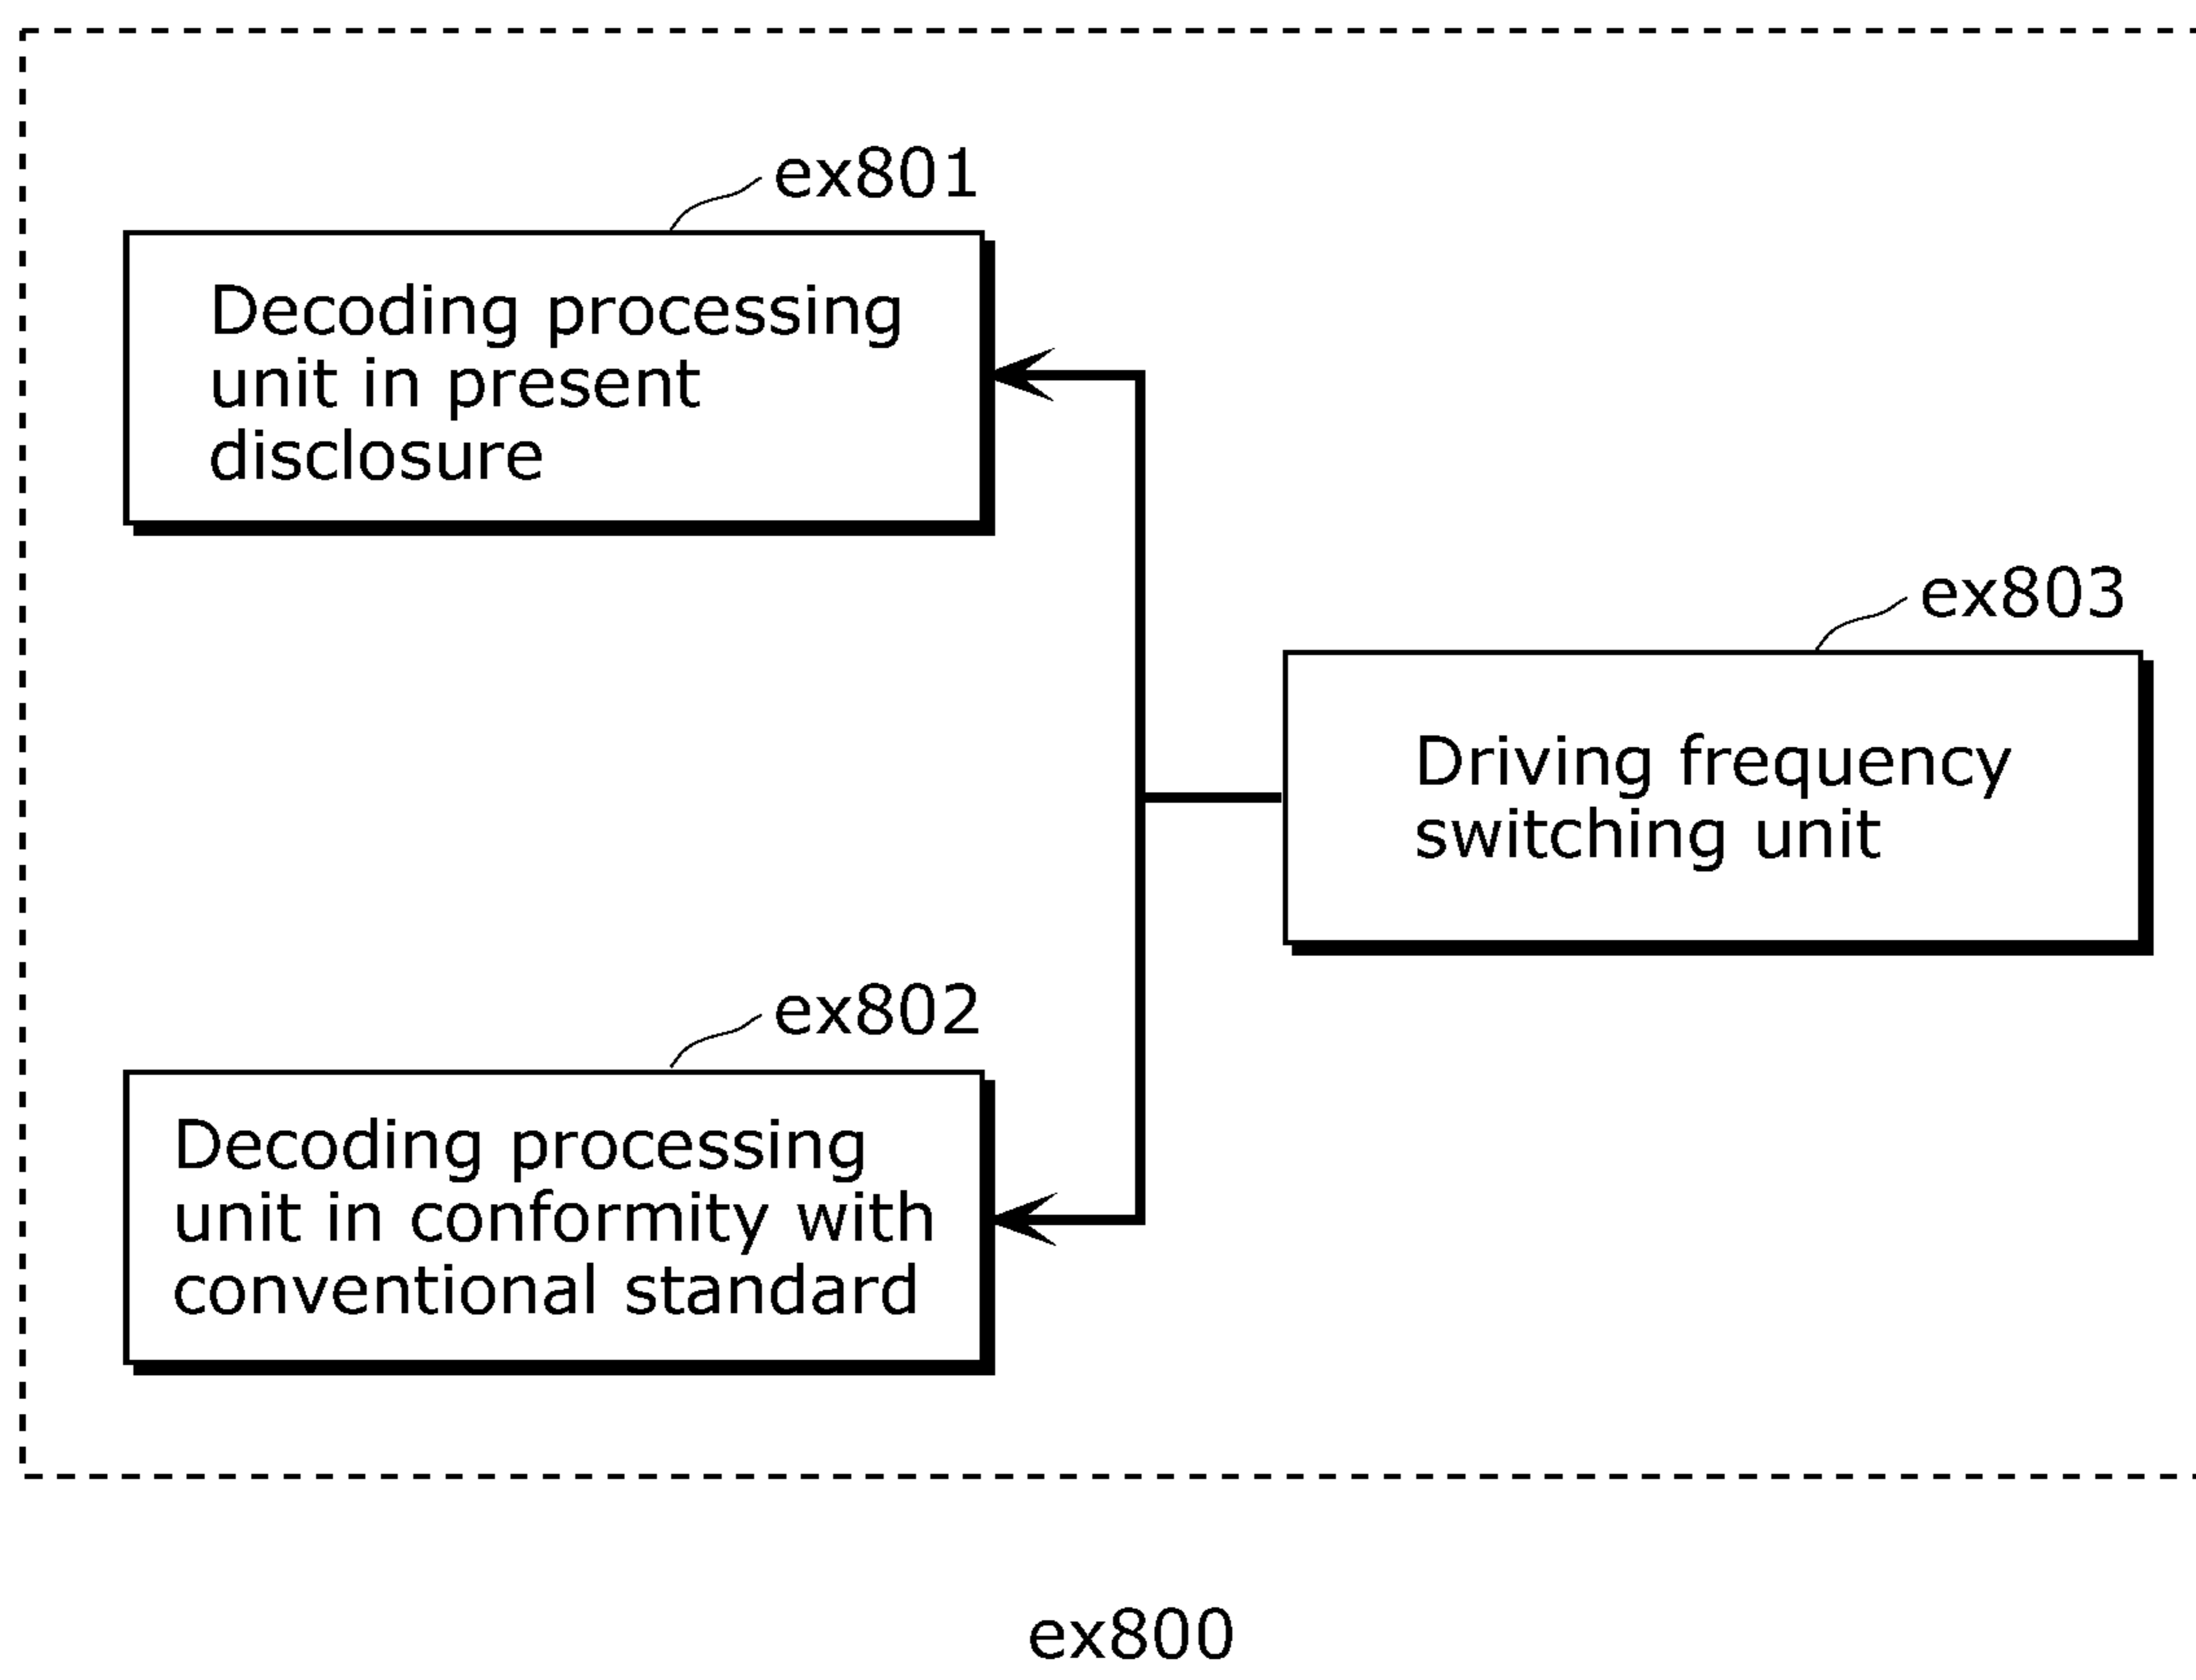 ex801
Decoding processing
unit in present
disclosure
ex803
Driving frequency
switching unit
ex802
Decoding processing
unit in conformity with
conventional standard
ex800